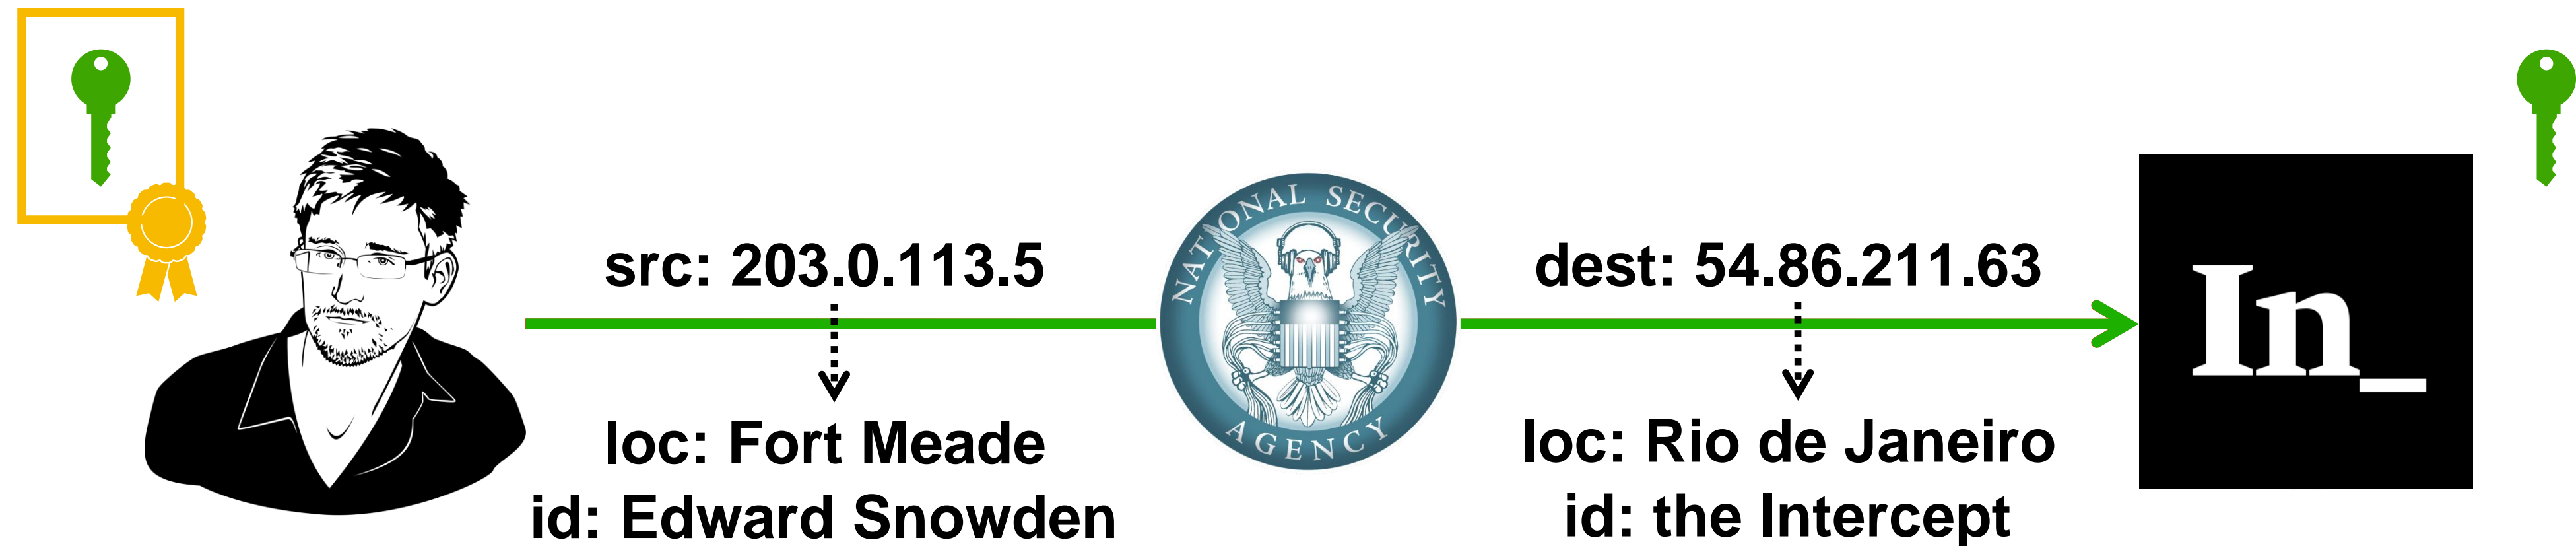 src: 203.0.113.5
loc: Fort Meade
id: Edward Snowden
NATIONAL SECURITY
AGENCY
dest: 54.86.211.63
loc: Rio de Janeiro
id: the Intercept
In_